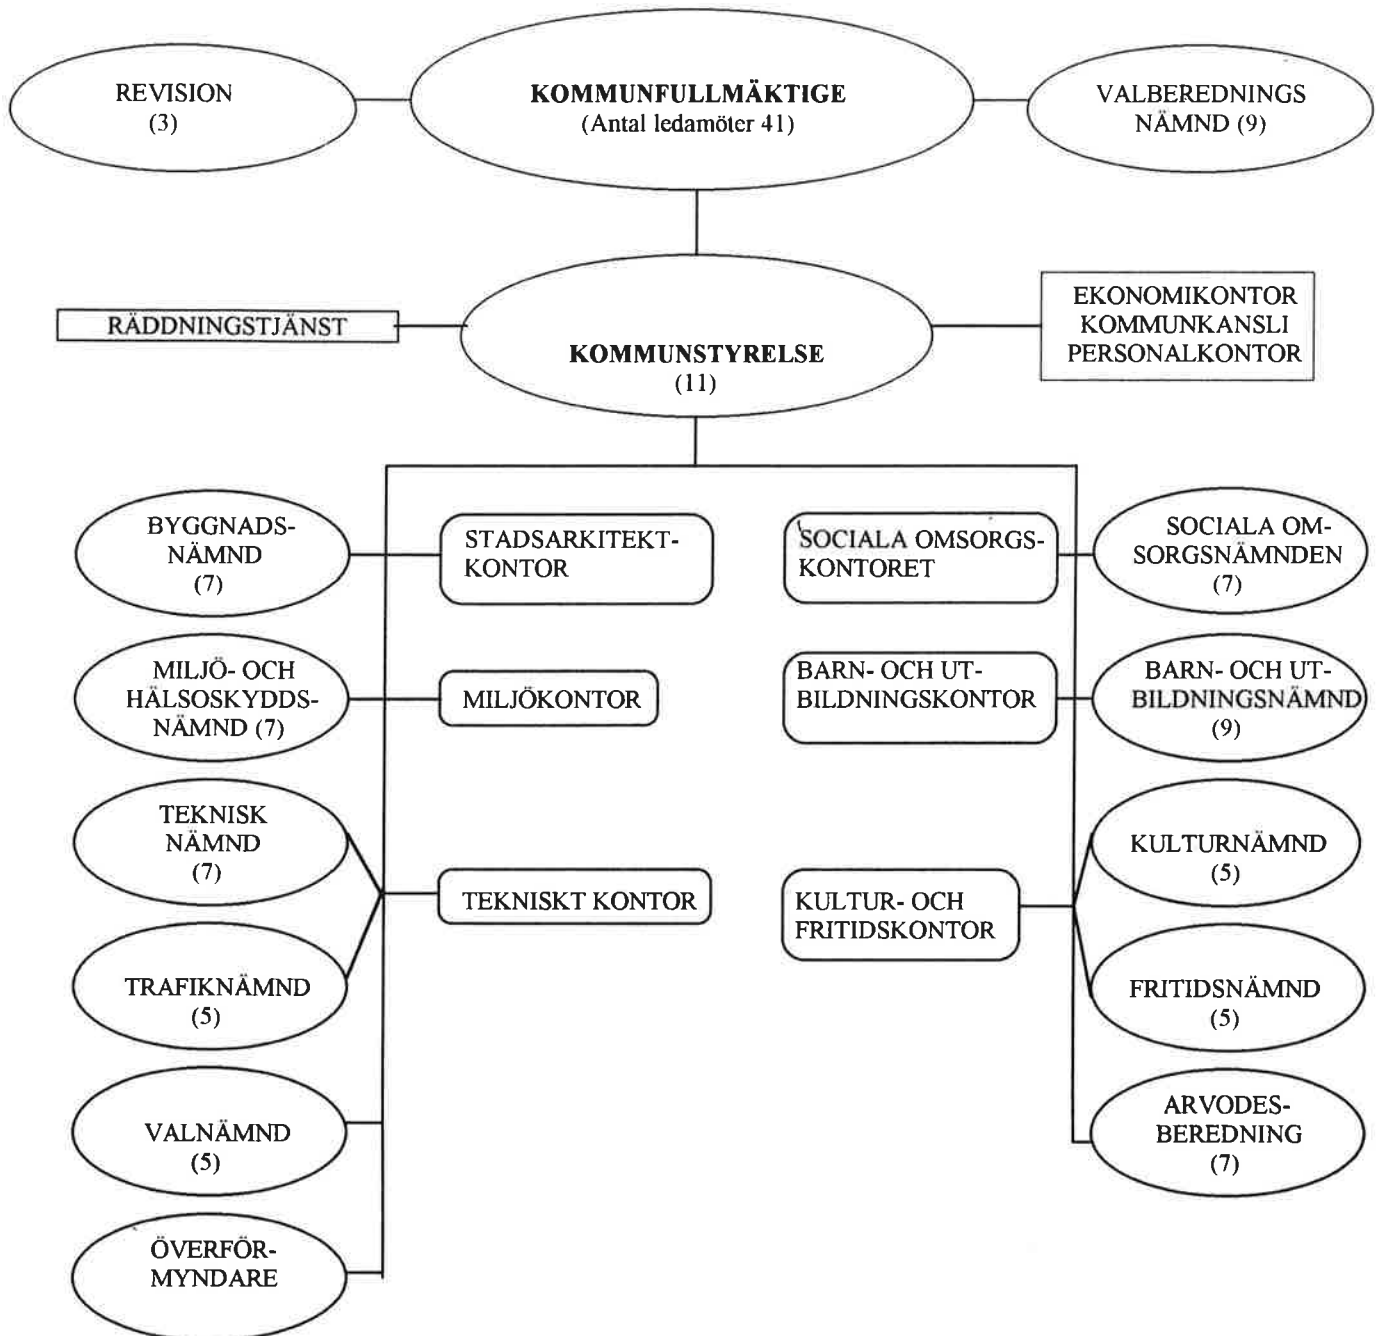 REVISION
(3)
KOMMUNFULLMÄKTIGE
(Antal ledamöter 41)
VALBEREDNINGS
NÄMND (9)
RÄDDNINGSTJÄNST
KOMMUNSTYRELSE
(11)
EKONOMIKONTOR
KOMMUNKANSLI
PERSONALKONTOR
BYGGNADS-
NÄMND
(7)
STADSARKITEKT-
KONTOR
SOCIALA OMSORGS-
KONTORET
SOCIALA OM-
SORGSNÄMNDEN
(7)
MILJÖ- OCH
HÄLSOSKYDDS-
NÄMND (7)
MILJÖKONTOR
BARN- OCH UT-
BILDNINGSKONTOR
BARN- OCH UT-
BILDNINGSNÄMND
(9)
TEKNISK
NÄMND
(7)
TEKNISKT KONTOR
KULTUR- OCH
FRITIDSKONTOR
KULTURNÄMND
(5)
TRAFIKNÄMND
(5)
FRITIDSNÄMND
(5)
VALNÄMND
(5)
ARVODES-
BEREDNING
(7)
ÖVERFÖR-
MYNDARE